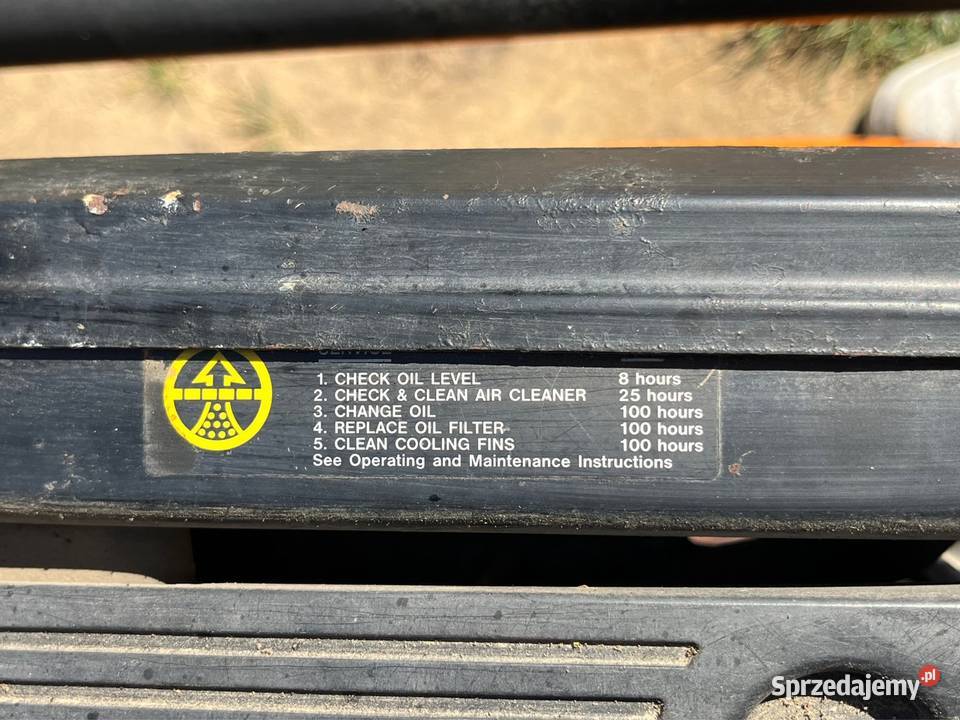 SERVICE
1. CHECK OIL LEVEL 8 hours
2. CHECK & CLEAN AIR CLEANER 25 hours
3. CHANGE OIL 100 hours
4. REPLACE OIL FILTER 100 hours
5. CLEAN COOLING FINS 100 hours
See Operating and Maintenance Instructions
Sprzedajemy.pl